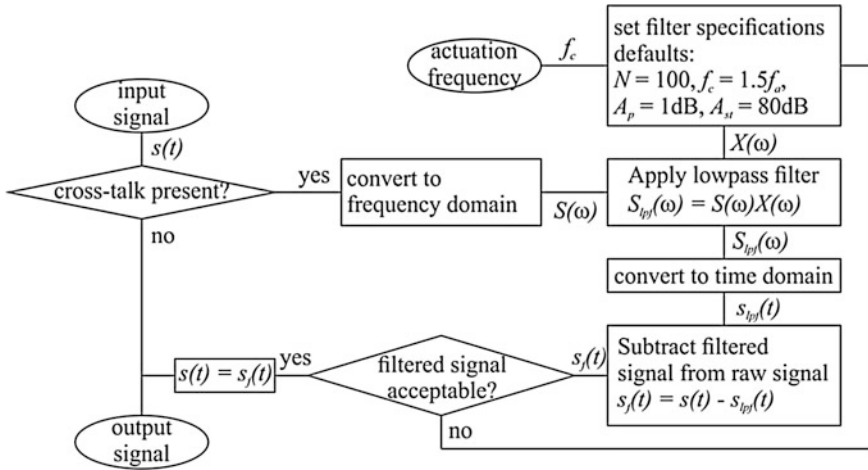 actuation
frequency
f_c
set filter specifications
defaults:
N = 100, f_c = 1.5f_a,
A_p = 1dB, A_st = 80dB
X(ω)
input
signal
s(t)
cross-talk present?
yes
convert to
frequency domain
S(ω)
Apply lowpass filter
S_lpf(ω) = S(ω)X(ω)
S_lpf(ω)
convert to time domain
s_lpf(t)
no
Subtract filtered
signal from raw signal
s_f(t) = s(t) - s_lpf(t)
s_f(t)
filtered signal
acceptable?
yes
s(t) = s_f(t)
no
output
signal